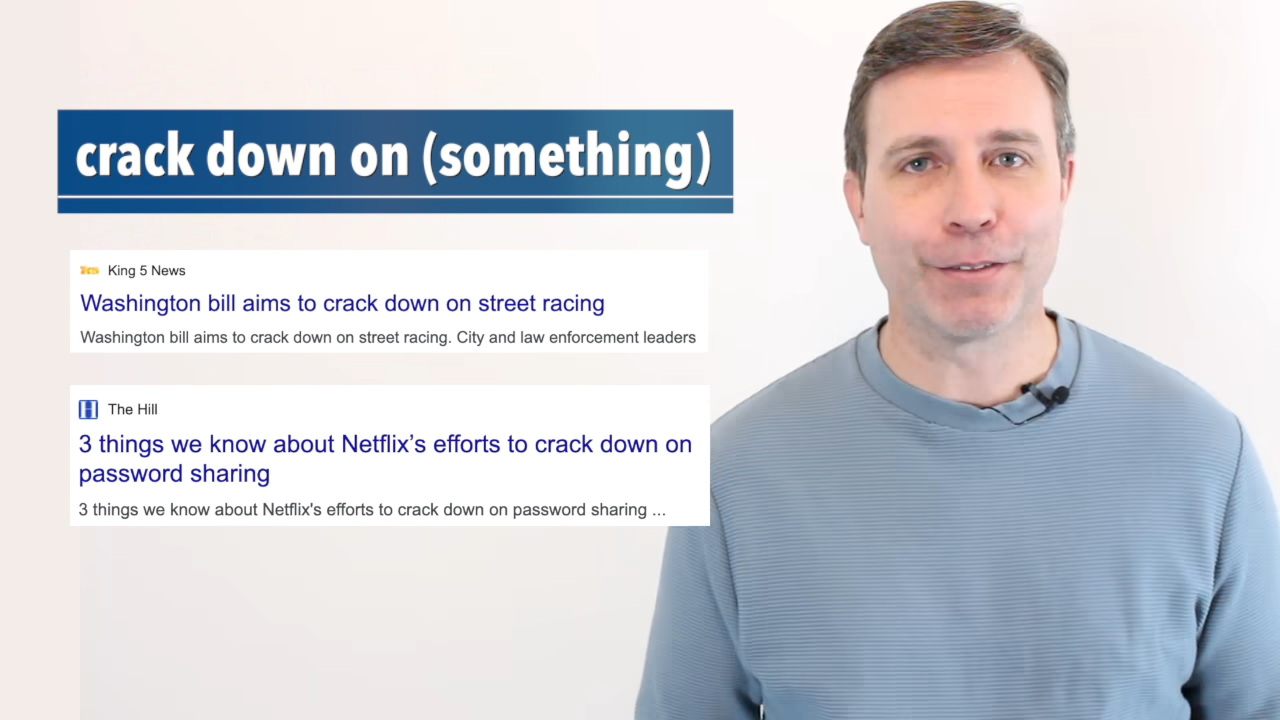 crack down on (something)
King 5 News
Washington bill aims to crack down on street racing
Washington bill aims to crack down on street racing. City and law enforcement leaders
The Hill
3 things we know about Netflix’s efforts to crack down on
password sharing
3 things we know about Netflix's efforts to crack down on password sharing ...